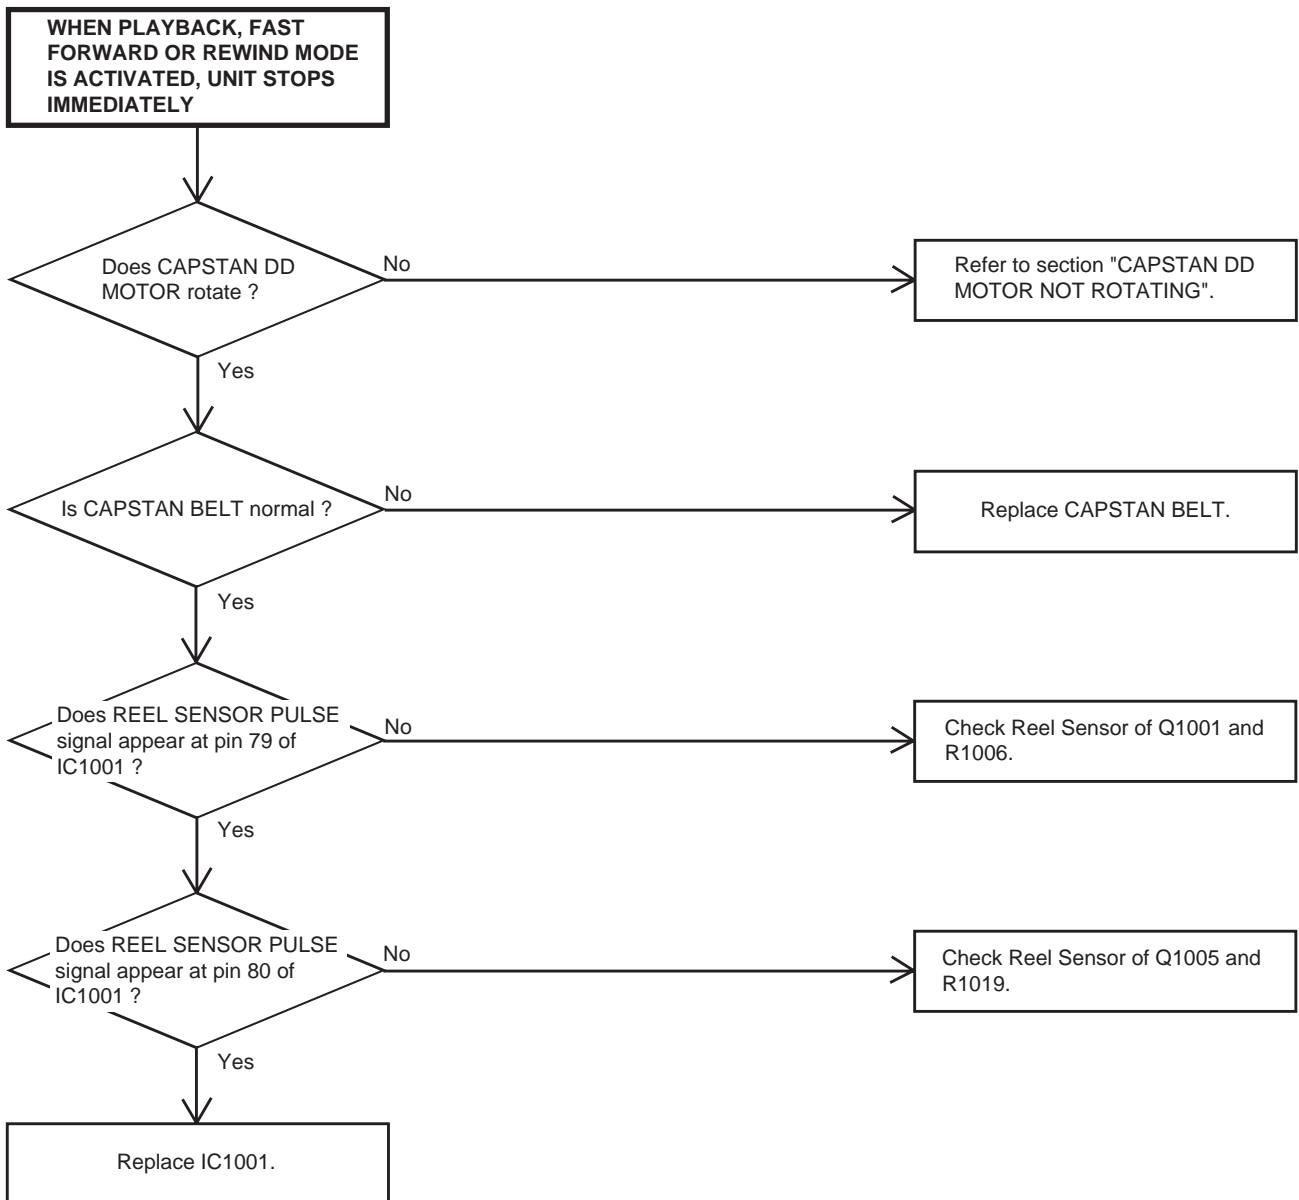 WHEN PLAYBACK, FAST
FORWARD OR REWIND MODE
IS ACTIVATED, UNIT STOPS
IMMEDIATELY
Does CAPSTAN DD
MOTOR rotate ?
No
Refer to section "CAPSTAN DD
MOTOR NOT ROTATING".
Yes
Is CAPSTAN BELT normal ?
No
Replace CAPSTAN BELT.
Yes
Does REEL SENSOR PULSE
signal appear at pin 79 of
IC1001 ?
No
Check Reel Sensor of Q1001 and
R1006.
Yes
Does REEL SENSOR PULSE
signal appear at pin 80 of
IC1001 ?
No
Check Reel Sensor of Q1005 and
R1019.
Yes
Replace IC1001.